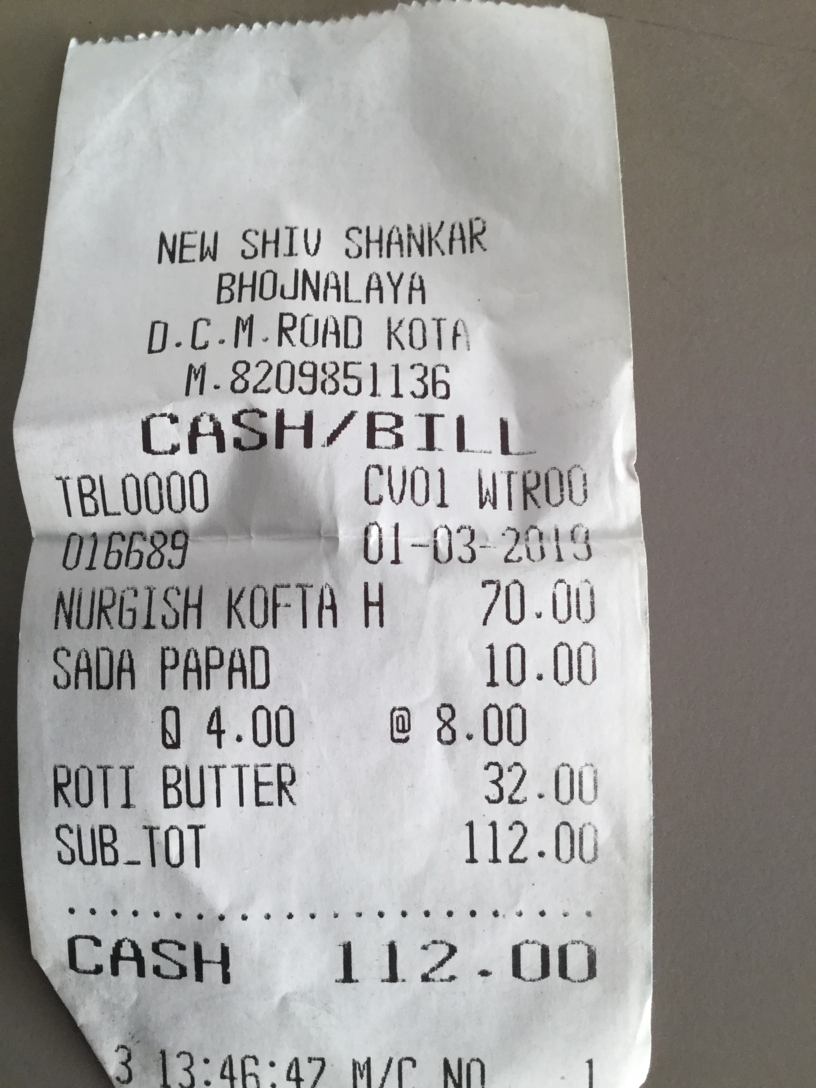 NEW SHIV SHANKAR
BHOJNALAYA
D.C.M.ROAD KOTA
M.8209851136
CASH/BILL
TBL0000 CV01 WTR00
016689 01-03-2019
NURGISH KOFTA H 70.00
SADA PAPAD 10.00
Q 4.00 @ 8.00
ROTI BUTTER 32.00
SUB_TOT 112.00
........................
CASH 112.00
3 13:46:47 M/C NO 1